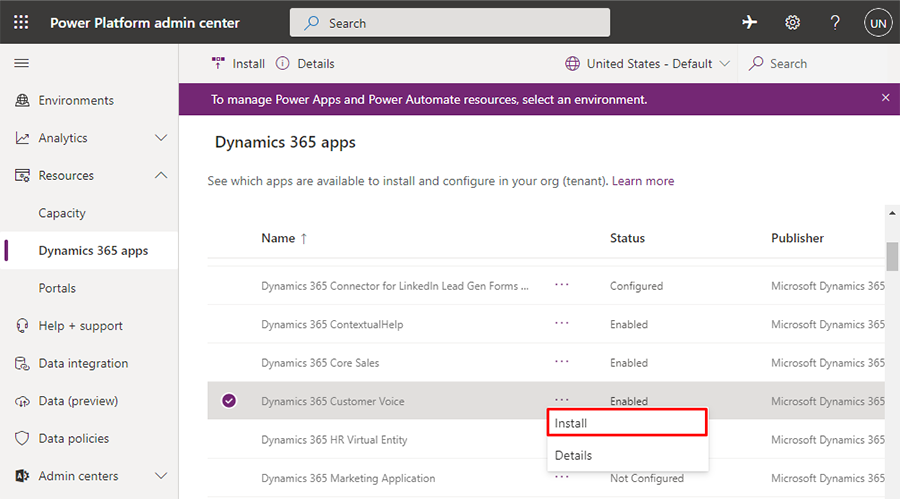 Power Platform admin center
Search
?
UN
Install
Details
United States - Default
Search
Environments
Analytics
Resources
Capacity
Dynamics 365 apps
Portals
Help + support
Data integration
Data (preview)
Data policies
Admin centers
To manage Power Apps and Power Automate resources, select an environment.
Dynamics 365 apps
See which apps are available to install and configure in your org (tenant). Learn more
Name ↑ Status Publisher
Dynamics 365 Connector for LinkedIn Lead Gen Forms ... ··· Configured Microsoft Dynamics 365
Dynamics 365 ContextualHelp ··· Enabled Microsoft Dynamics 365
Dynamics 365 Core Sales ··· Enabled Microsoft Dynamics 365
Dynamics 365 Customer Voice ··· Enabled Microsoft Dynamics 365
Install
Dynamics 365 HR Virtual Entity Microsoft Dynamics 365
Details
Dynamics 365 Marketing Application ··· Not Configured Microsoft Dynamics 365